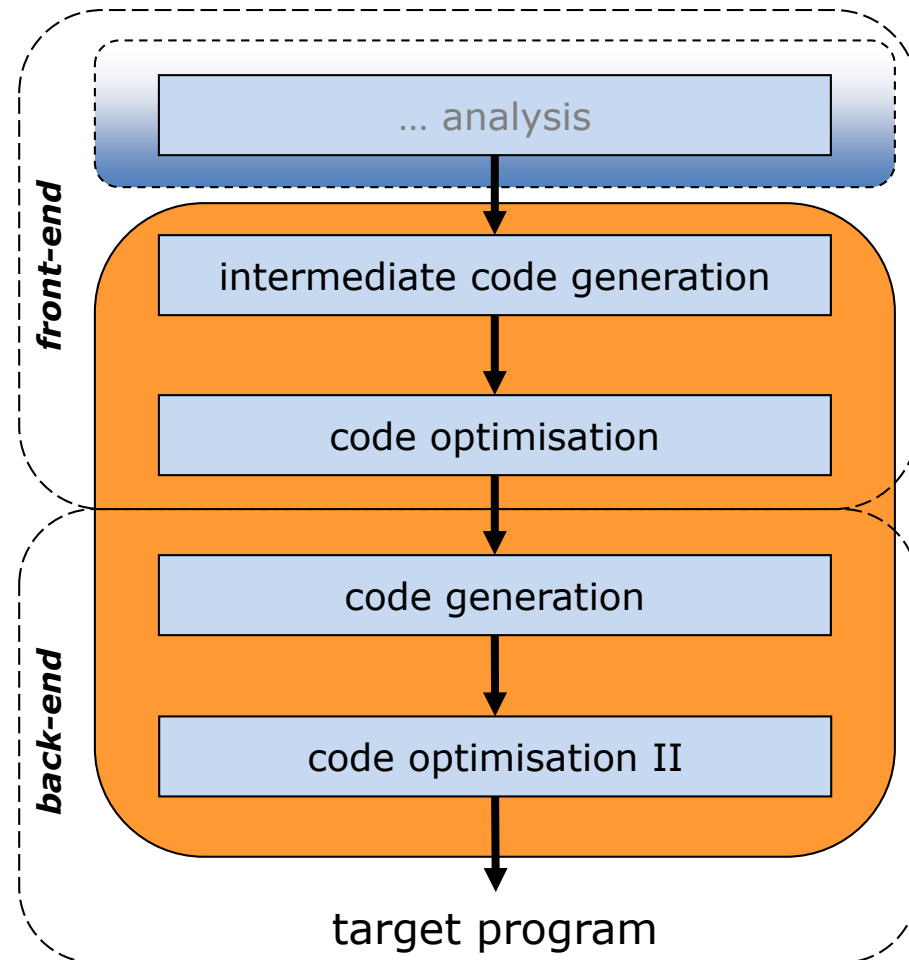 ... analysis
front-end
intermediate code generation
code optimisation
back-end
code generation
code optimisation II
target program